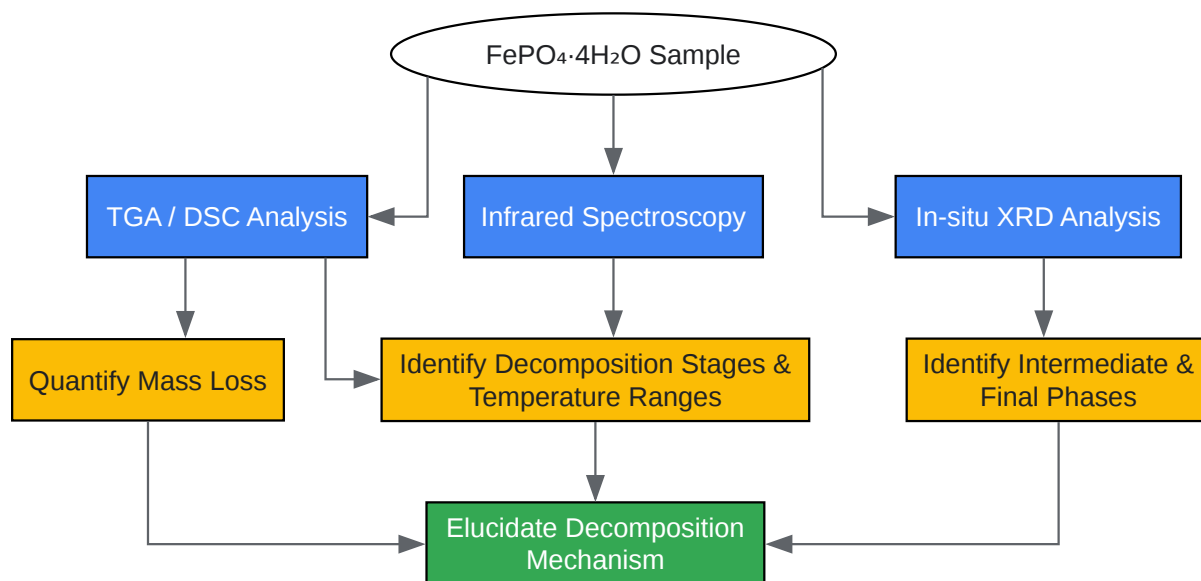 FePO₄·4H₂O Sample
TGA / DSC Analysis
Infrared Spectroscopy
In-situ XRD Analysis
Quantify Mass Loss
Identify Decomposition Stages &
Temperature Ranges
Identify Intermediate &
Final Phases
Elucidate Decomposition
Mechanism